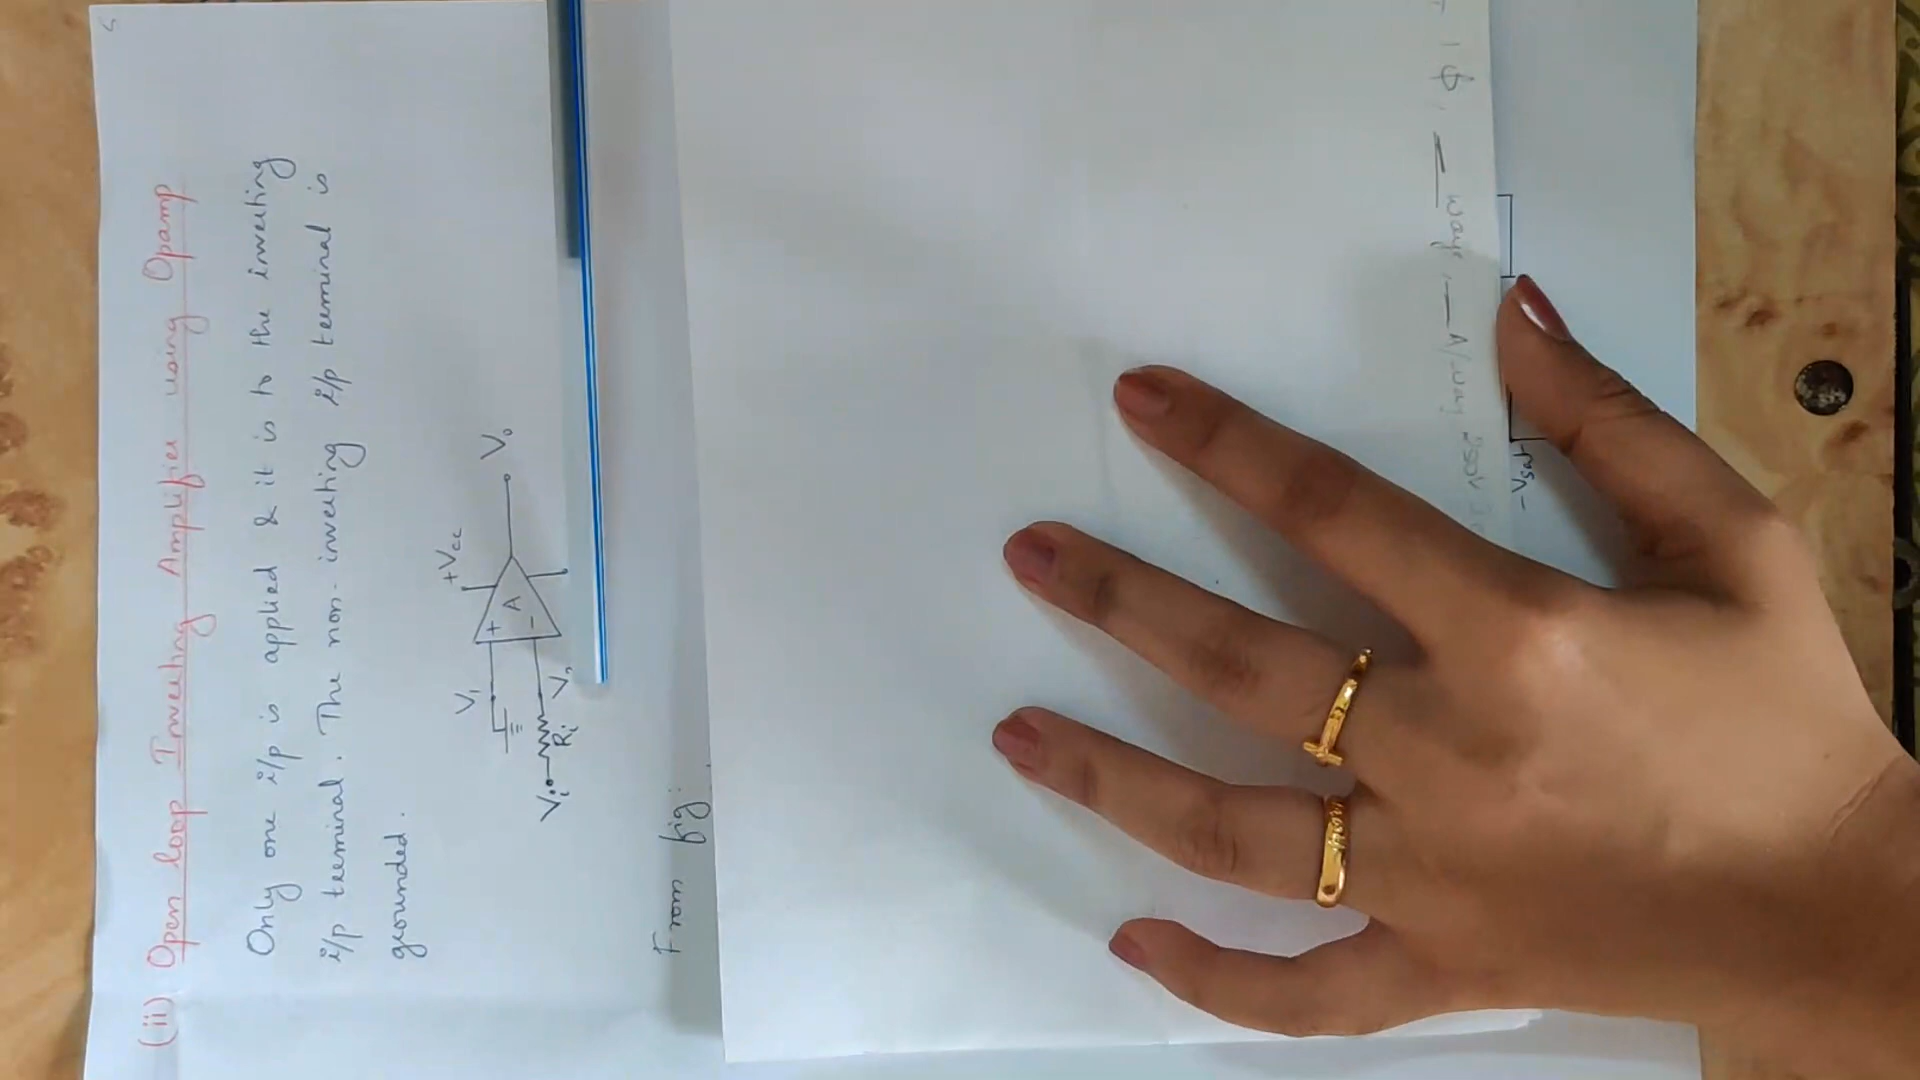 (ii) Open loop Inverting Amplifier using Opamp
Only one i/p is applied & it is to the inverting
i/p terminal. The non-inverting i/p terminal is
grounded.
+Vcc
V₁
+
A
-
V₀
V₂
Rᵢ
Vᵢ
From fig:
-Vsat